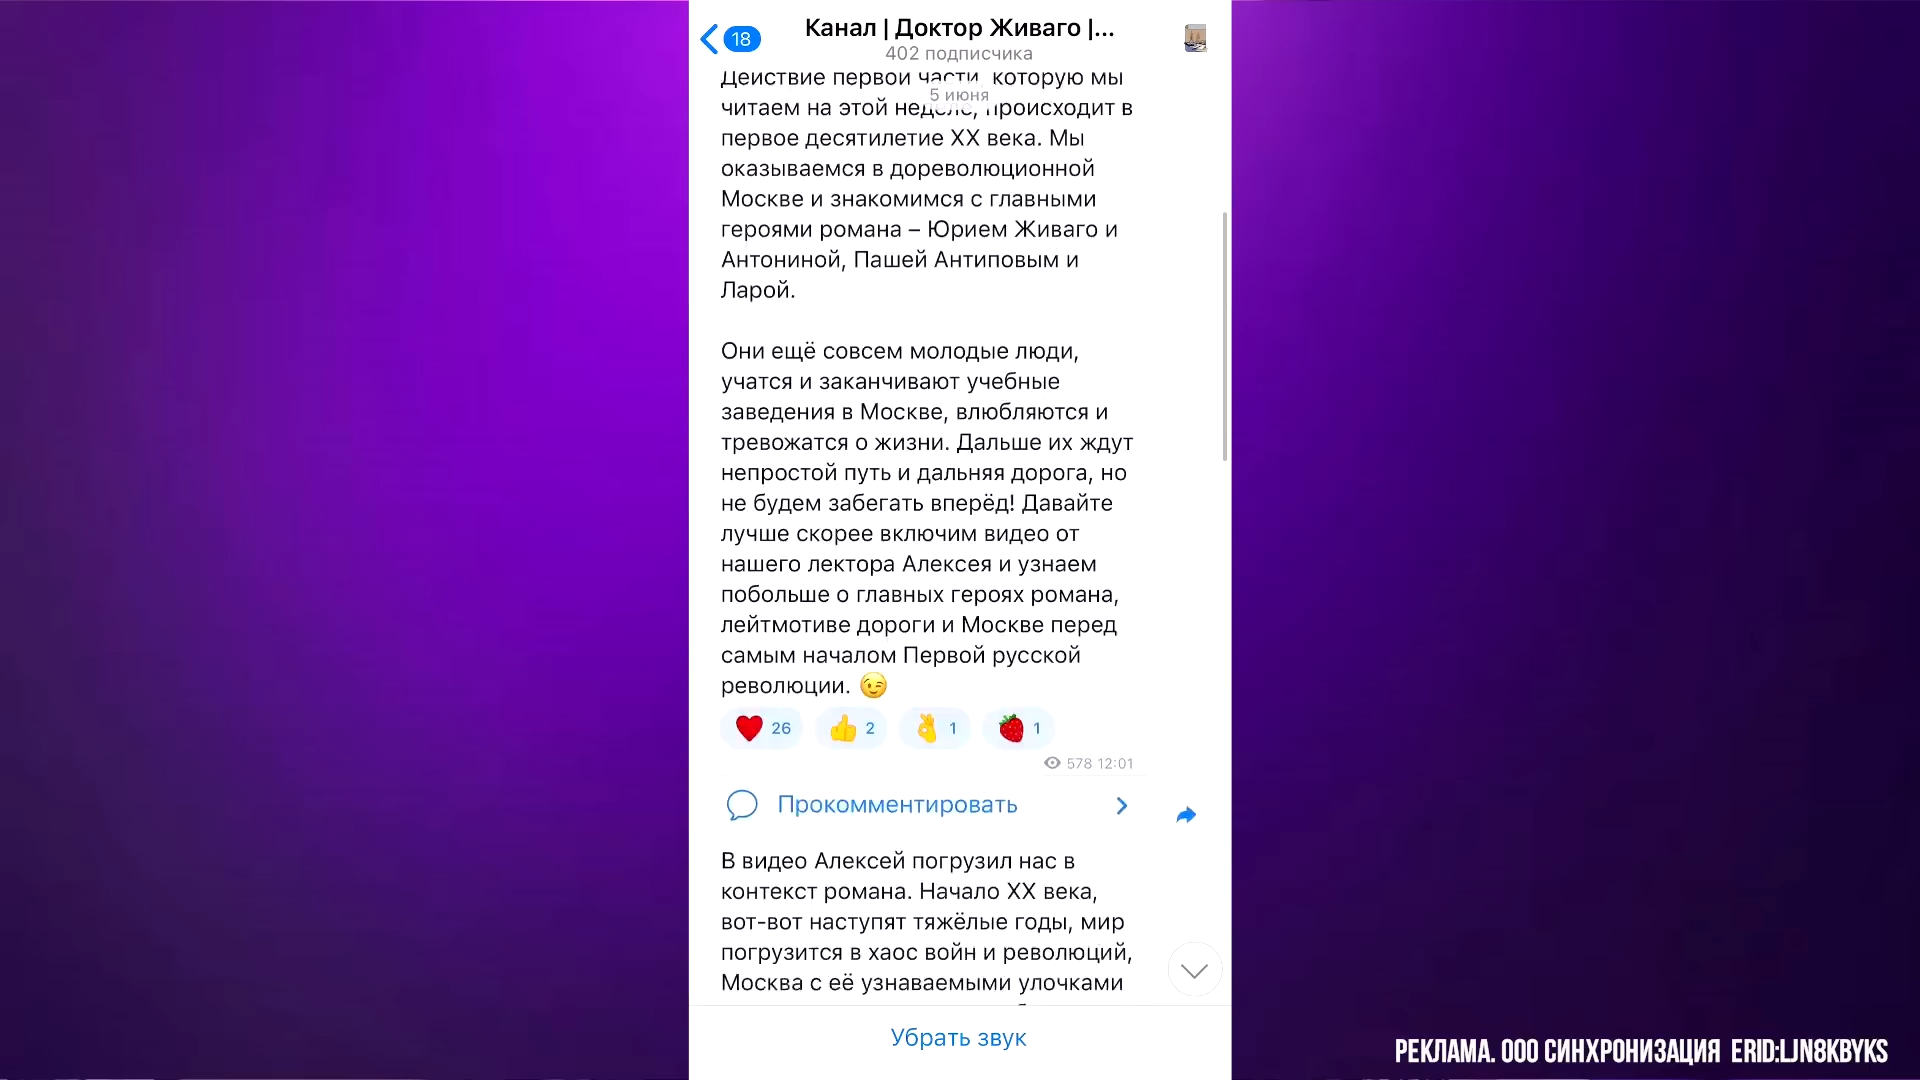 18
Канал | Доктор Живаго |...
402 подписчика
Действие первой части, которую мы
5 июня
читаем на этой неделе, происходит в
первое десятилетие XX века. Мы
оказываемся в дореволюционной
Москве и знакомимся с главными
героями романа – Юрием Живаго и
Антониной, Пашей Антиповым и
Ларой.
Они ещё совсем молодые люди,
учатся и заканчивают учебные
заведения в Москве, влюбляются и
тревожатся о жизни. Дальше их ждут
непростой путь и дальняя дорога, но
не будем забегать вперёд! Давайте
лучше скорее включим видео от
нашего лектора Алексея и узнаем
побольше о главных героях романа,
лейтмотиве дороги и Москве перед
самым началом Первой русской
революции. 😉
❤️ 26 👍 2 👌 1 🍓 1
578 12:01
Прокомментировать
В видео Алексей погрузил нас в
контекст романа. Начало XX века,
вот-вот наступят тяжёлые годы, мир
погрузится в хаос войн и революций,
Москва с её узнаваемыми улочками
Убрать звук
РЕКЛАМА. ООО СИНХРОНИЗАЦИЯ ERID:LJN8KBYKS